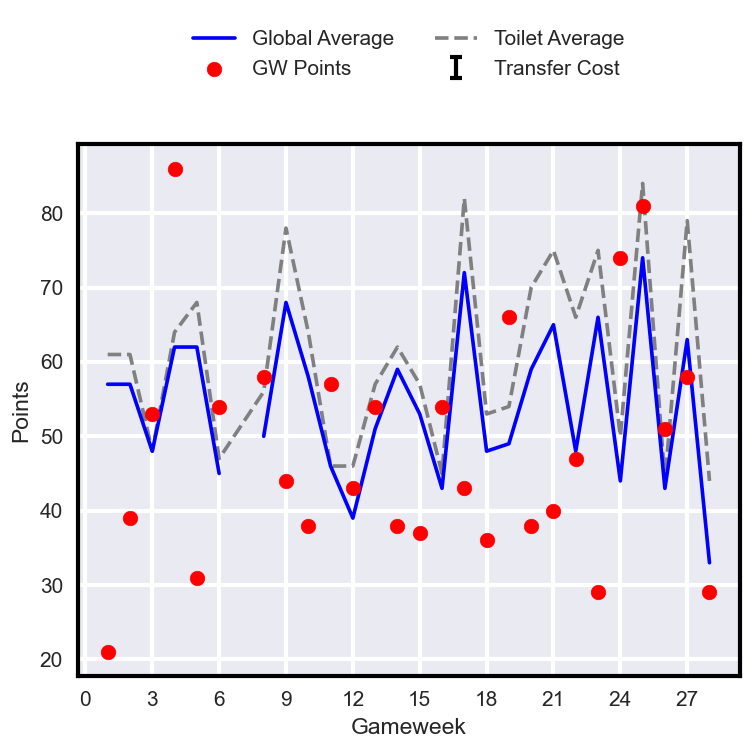 Global Average
Toilet Average
GW Points
Transfer Cost
Points
80
70
60
50
40
30
20
0 3 6 9 12 15 18 21 24 27
Gameweek